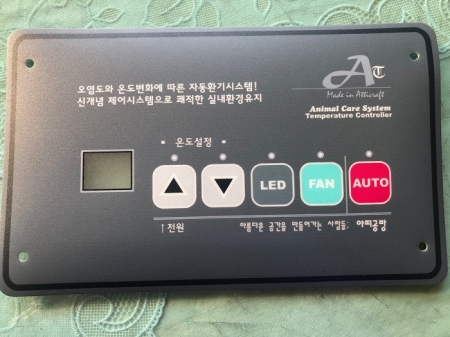 오염도와 온도변화에 따른 자동환기시스템!
신개념 제어시스템으로 쾌적한 실내환경유지
AT
Made in Atticraft
Animal Care System
Temperature Controller
온도설정
LED
FAN
AUTO
↑전원
아름다운 공간을 만들어가는 사람들, 아띠공방